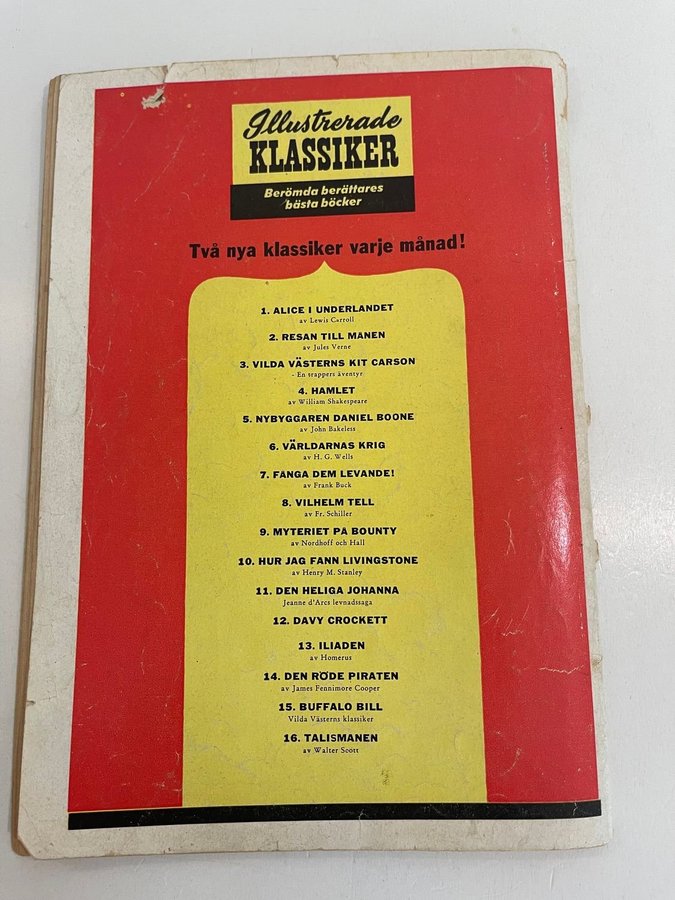 Illustrerade
KLASSIKER
Berömda berättares
bästa böcker
Två nya klassiker varje månad!
1. ALICE I UNDERLANDET
av Lewis Carroll
2. RESAN TILL MÅNEN
av Jules Verne
3. VILDA VÄSTERNS KIT CARSON
- En trappers äventyr
4. HAMLET
av William Shakespeare
5. NYBYGGAREN DANIEL BOONE
av John Bakeless
6. VÄRLDARNAS KRIG
av H. G. Wells
7. FÅNGA DEM LEVANDE!
av Frank Buck
8. VILHELM TELL
av Fr. Schiller
9. MYTERIET PÅ BOUNTY
av Nordhoff och Hall
10. HUR JAG FANN LIVINGSTONE
av Henry M. Stanley
11. DEN HELIGA JOHANNA
Jeanne d'Arcs levnadssaga
12. DAVY CROCKETT
13. ILIADEN
av Homerus
14. DEN RÖDE PIRATEN
av James Fennimore Cooper
15. BUFFALO BILL
Vilda Västerns klassiker
16. TALISMANEN
av Walter Scott